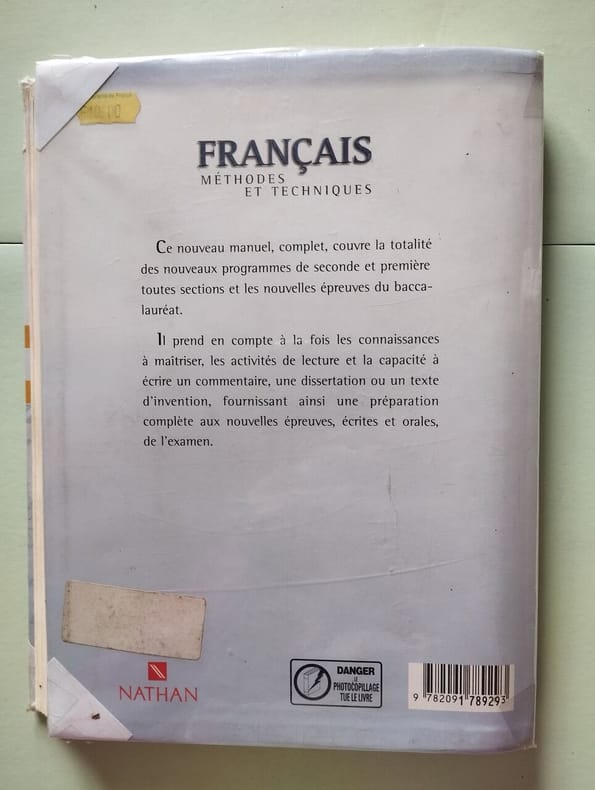 FRANÇAIS
MÉTHODES
ET TECHNIQUES
Ce nouveau manuel, complet, couvre la totalité
des nouveaux programmes de seconde et première
toutes sections et les nouvelles épreuves du bacca-
lauréat.
Il prend en compte à la fois les connaissances
à maîtriser, les activités de lecture et la capacité à
écrire un commentaire, une dissertation ou un texte
d'invention, fournissant ainsi une préparation
complète aux nouvelles épreuves, écrites et orales,
de l'examen.
NATHAN
DANGER
LE
PHOTOCOPILLAGE
TUE LE LIVRE
9 782091 789293